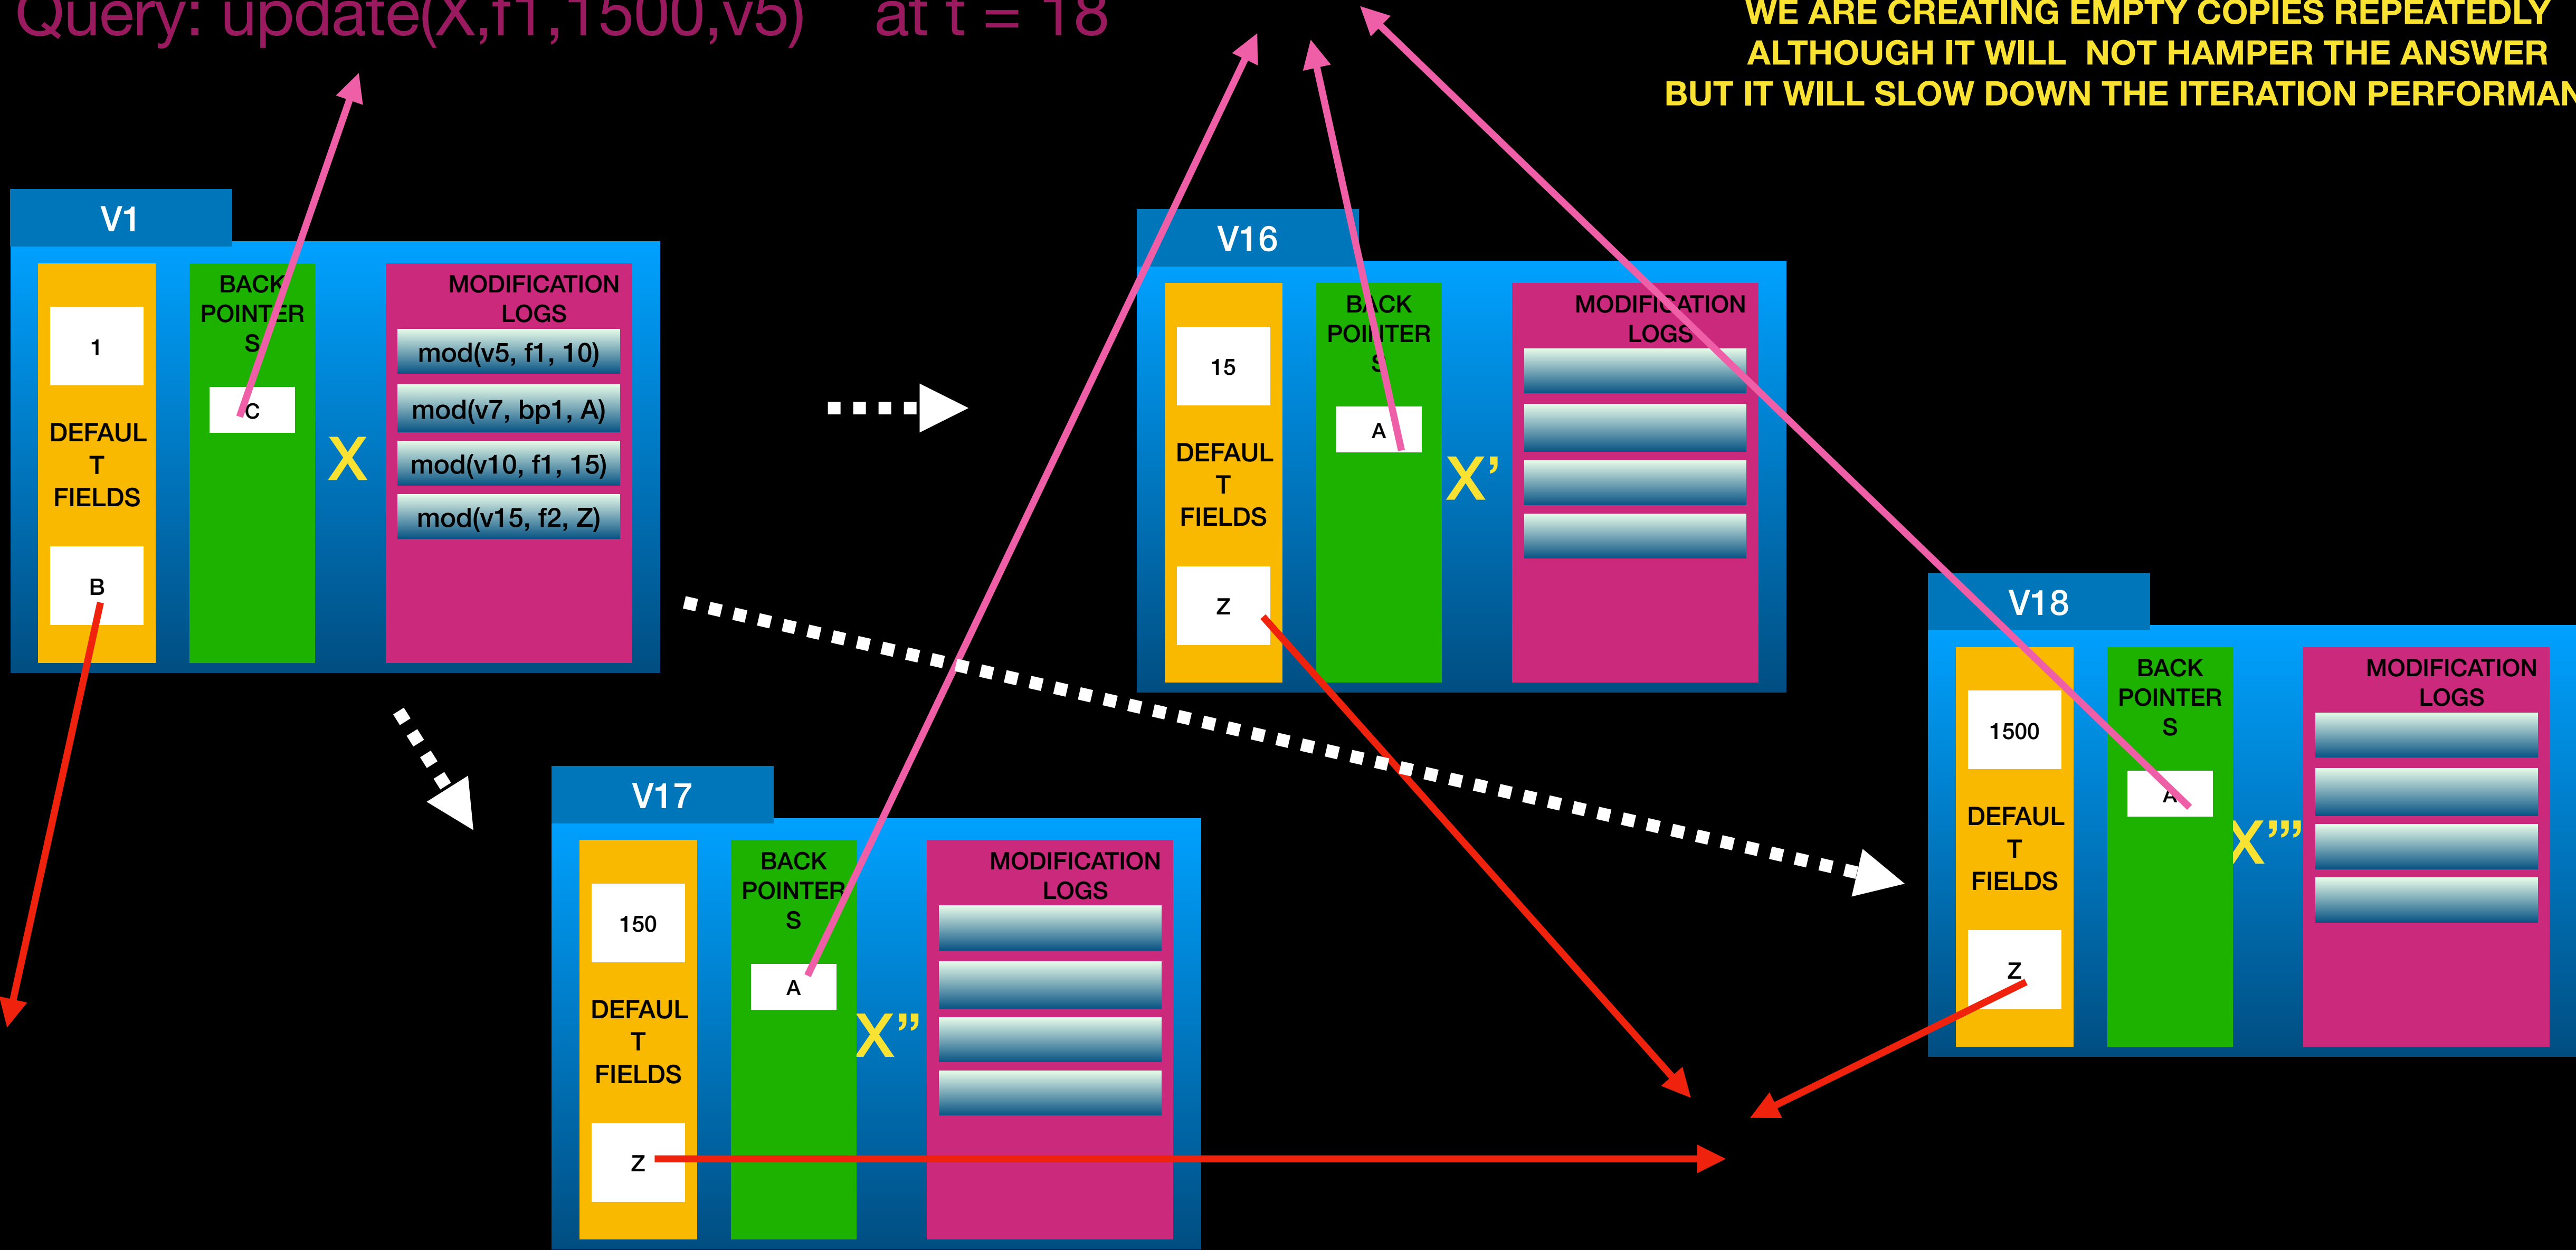 Query: update(X,f1,1500,v5) at t = 18
WE ARE CREATING EMPTY COPIES REPEATEDLY
ALTHOUGH IT WILL NOT HAMPER THE ANSWER
BUT IT WILL SLOW DOWN THE ITERATION PERFORMAN
V1
1
DEFAUL
T
FIELDS
B
BACK
POINTER
S
C
X
MODIFICATION
LOGS
mod(v5, f1, 10)
mod(v7, bp1, A)
mod(v10, f1, 15)
mod(v15, f2, Z)
V16
15
DEFAUL
T
FIELDS
Z
BACK
POINTER
S
A
X’
MODIFICATION
LOGS
V17
150
DEFAUL
T
FIELDS
Z
BACK
POINTER
S
A
X”
MODIFICATION
LOGS
V18
1500
DEFAUL
T
FIELDS
Z
BACK
POINTER
S
A
X”’
MODIFICATION
LOGS